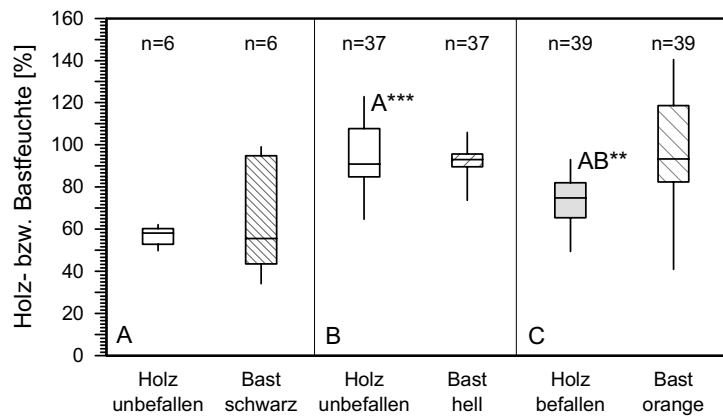 Holz- bzw. Bastfeuchte [%]
160
140
120
100
80
60
40
20
0
n=6 n=6 n=37 n=37 n=39 n=39
A***
AB**
A B C
Holz Bast Holz Bast Holz Bast
unbefallen schwarz unbefallen hell befallen orange